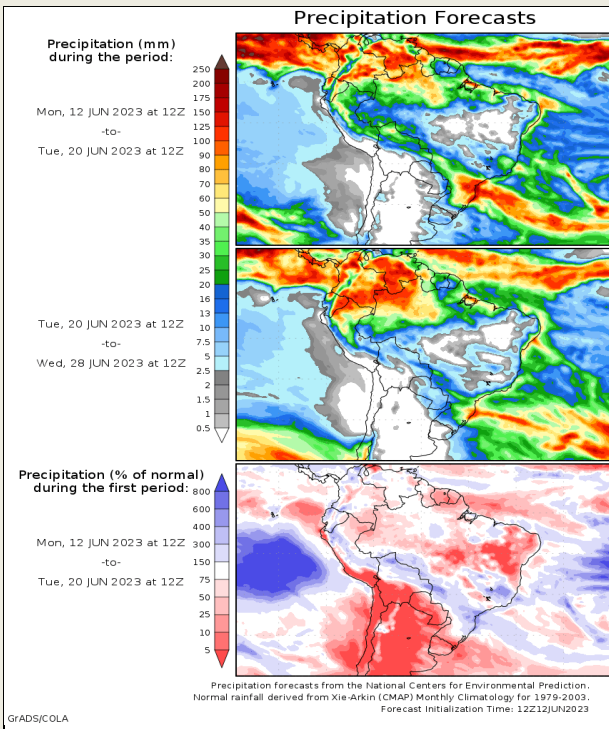 Precipitation Forecasts
Precipitation (mm)
during the period:
Mon, 12 JUN 2023 at 12Z
-to-
Tue, 20 JUN 2023 at 12Z
250
200
175
150
125
100
90
80
70
60
50
40
35
30
25
20
16
13
10
7.5
5
2.5
2
1.5
1
0.5
Tue, 20 JUN 2023 at 12Z
-to-
Wed, 28 JUN 2023 at 12Z
Precipitation (% of normal)
during the first period:
Mon, 12 JUN 2023 at 12Z
-to-
Tue, 20 JUN 2023 at 12Z
800
600
400
300
150
75
50
25
10
5
Precipitation forecasts from the National Centers for Environmental Prediction.
Normal rainfall derived from Xie-Arkin (CMAP) Monthly Climatology for 1979-2003.
Forecast Initialization Time: 12Z12JUN2023
GrADS/COLA